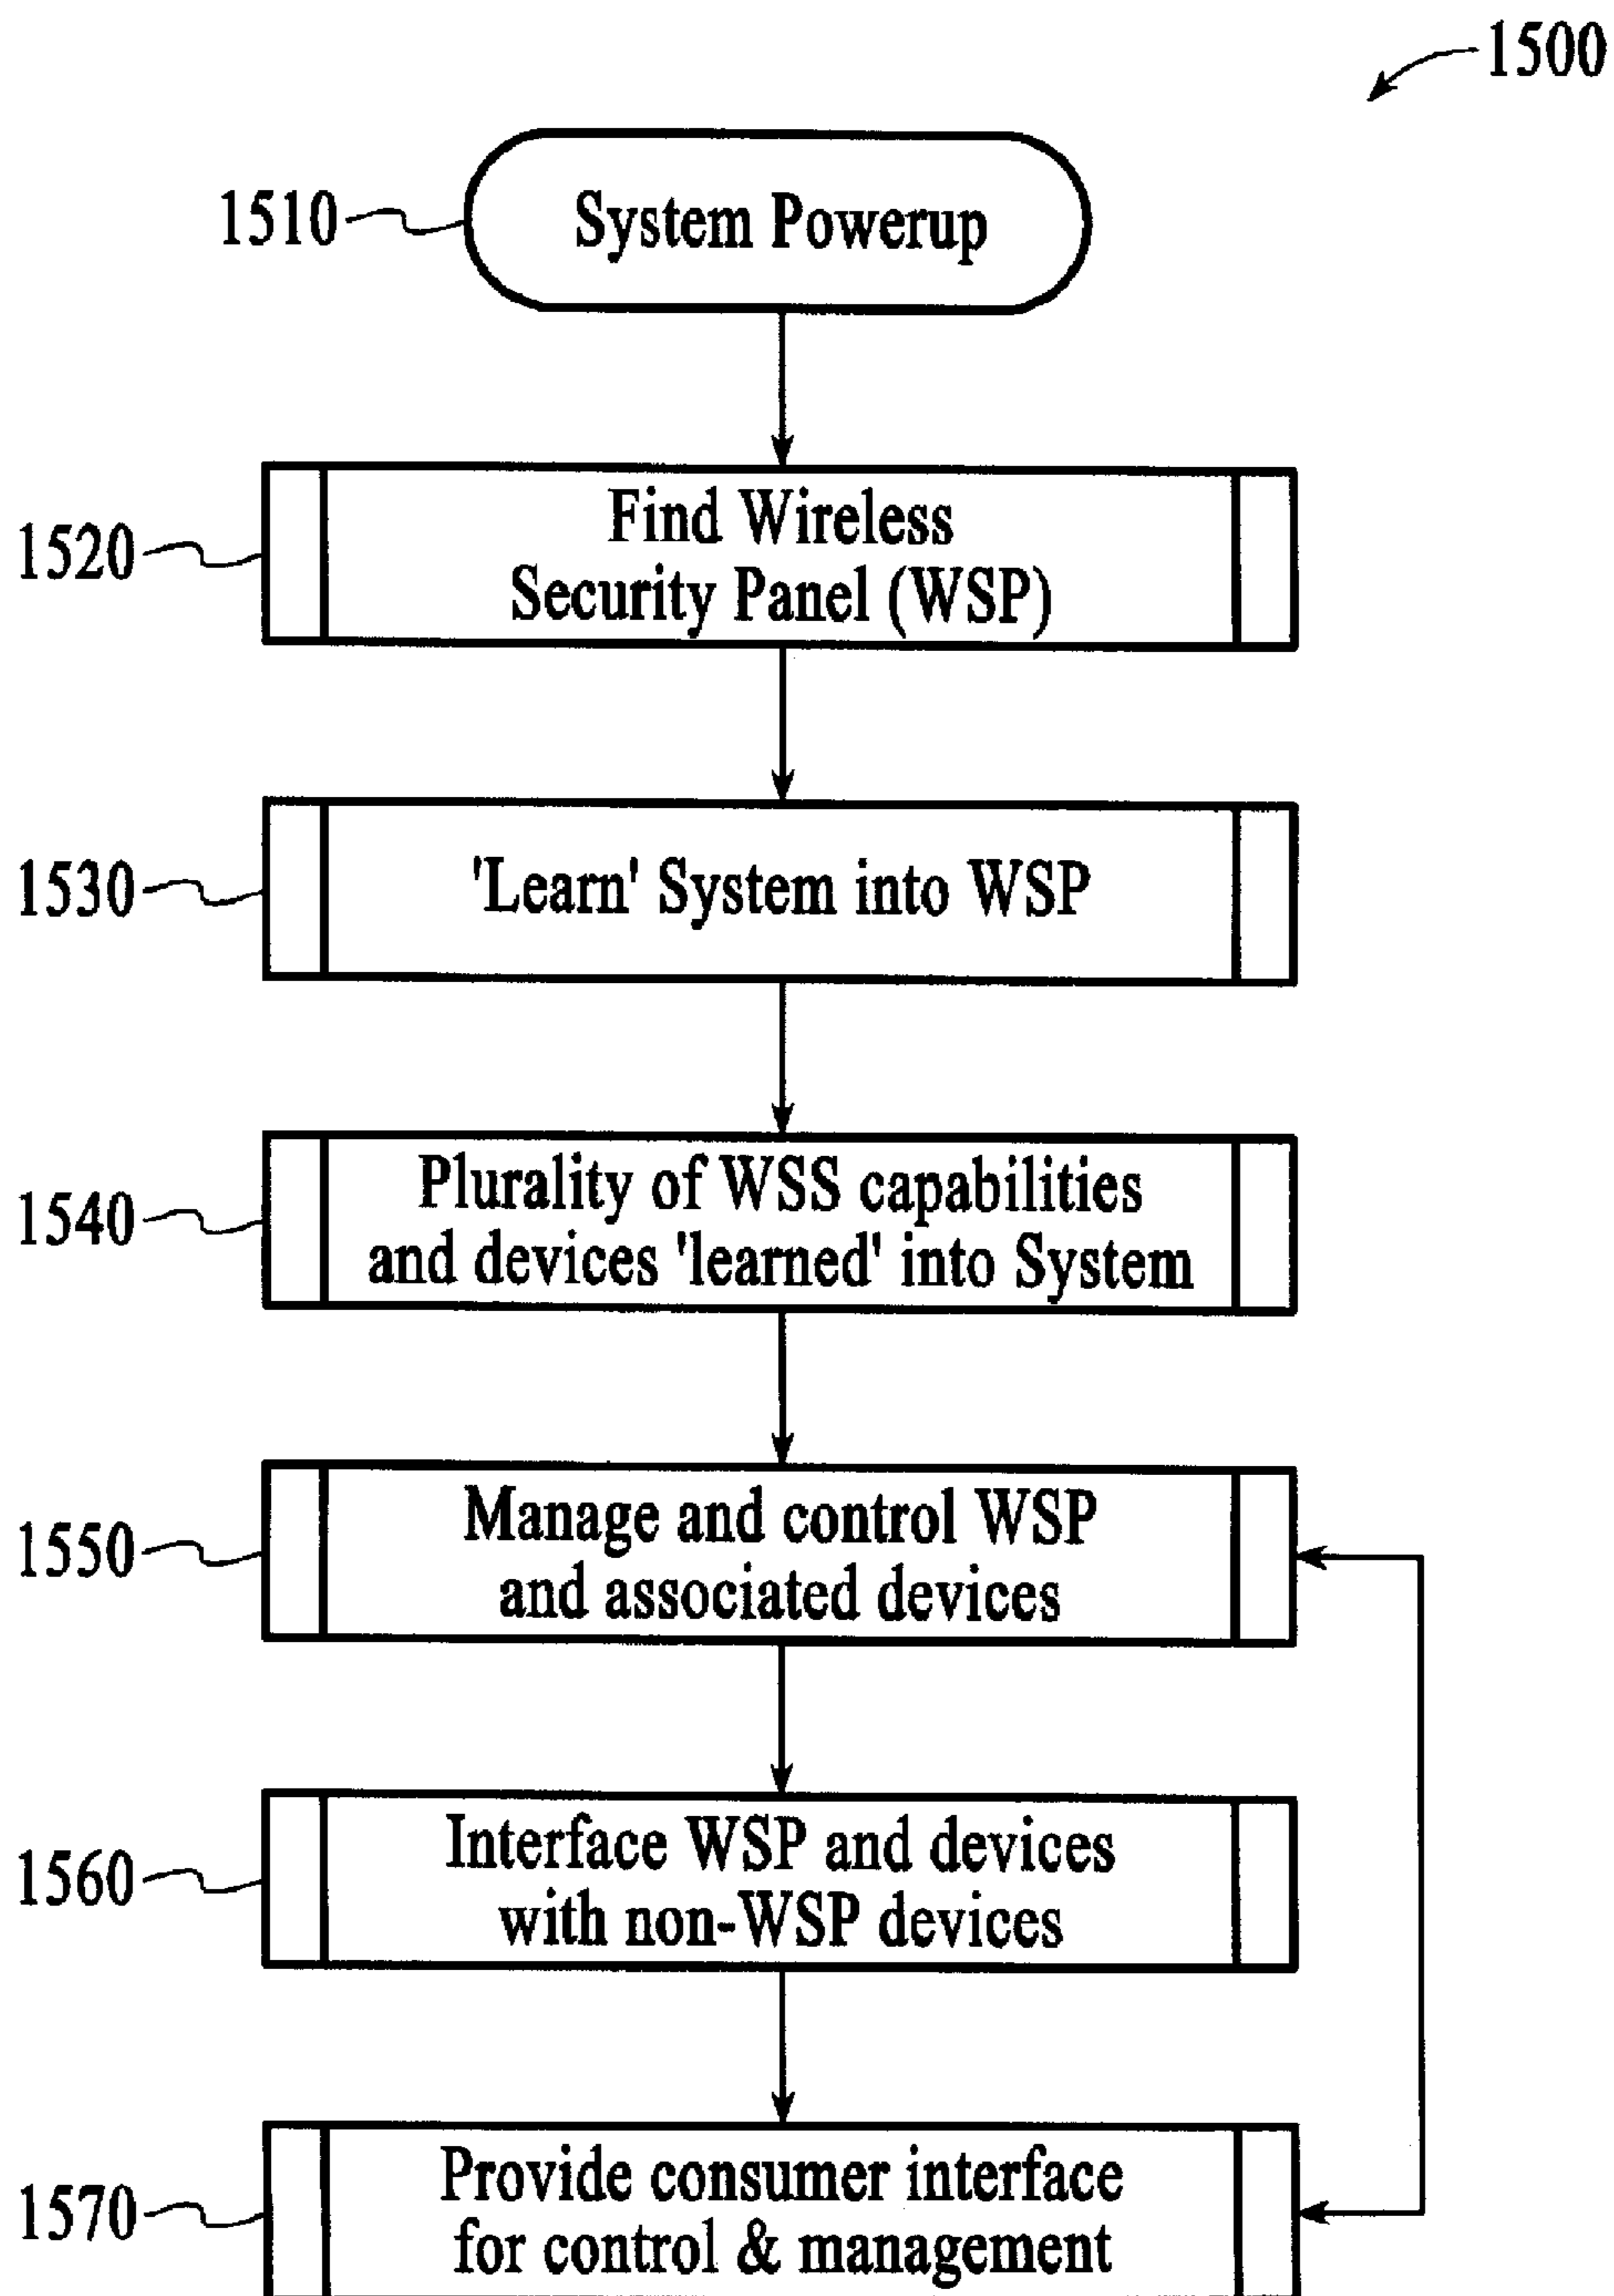 1500
1510
System Powerup
1520
Find Wireless
Security Panel (WSP)
1530
'Learn' System into WSP
1540
Plurality of WSS capabilities
and devices 'learned' into System
1550
Manage and control WSP
and associated devices
1560
Interface WSP and devices
with non-WSP devices
1570
Provide consumer interface
for control & management